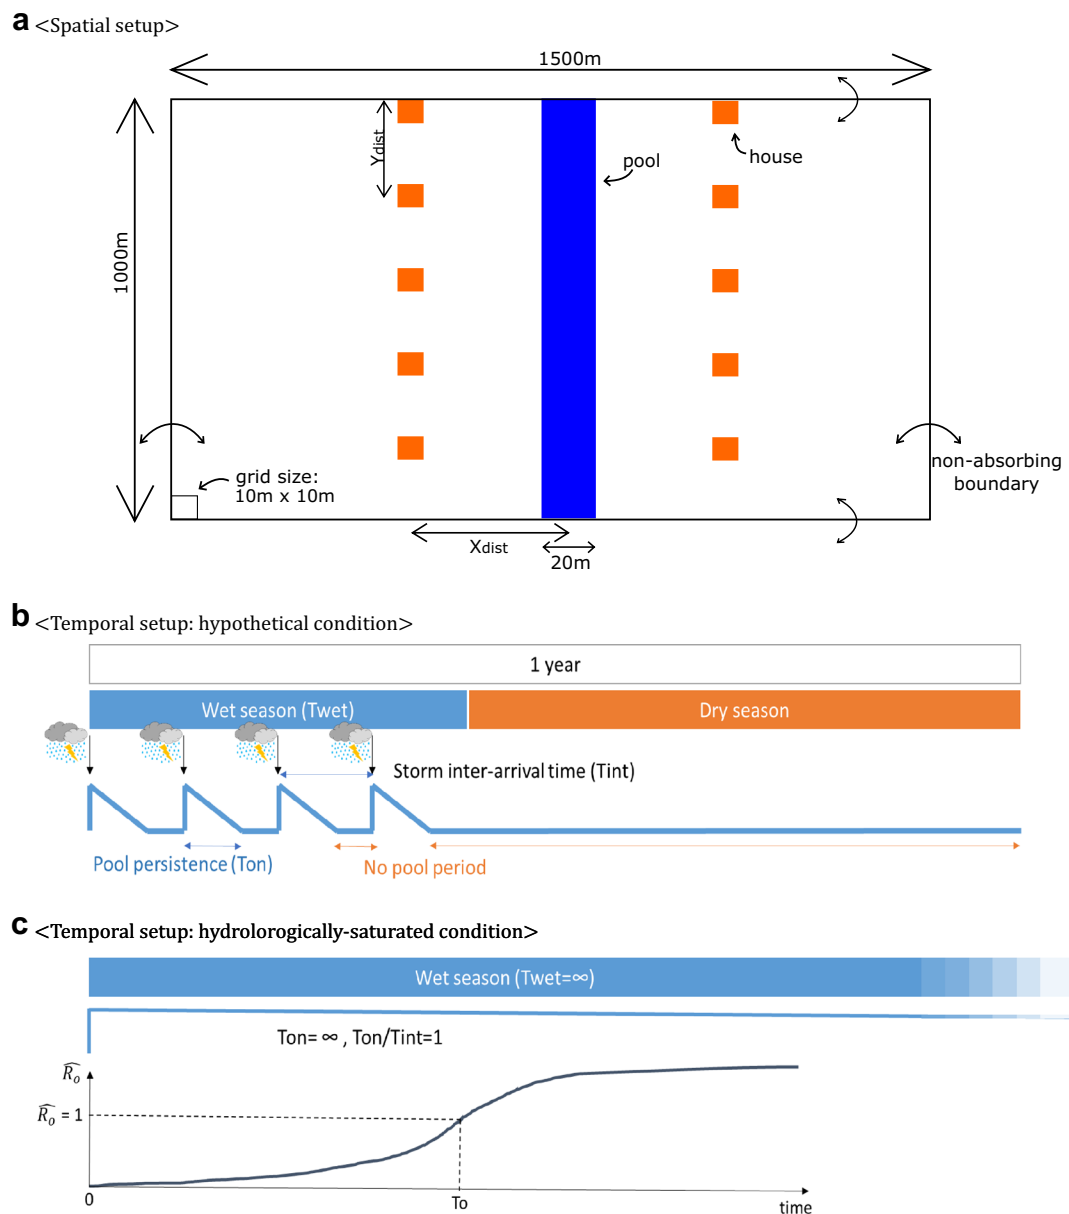 a <Spatial setup>
1500m
Ydist
pool
house
1000m
grid size:
10m x 10m
non-absorbing
boundary
Xdist
20m
b <Temporal setup: hypothetical condition>
1 year
Wet season (Twet)
Dry season
Storm inter-arrival time (Tint)
Pool persistence (Ton)
No pool period
c <Temporal setup: hydrolorogically-saturated condition>
Wet season (Twet=∞)
Ton= ∞ , Ton/Tint=1
R̂o
R̂o = 1
0
To
time